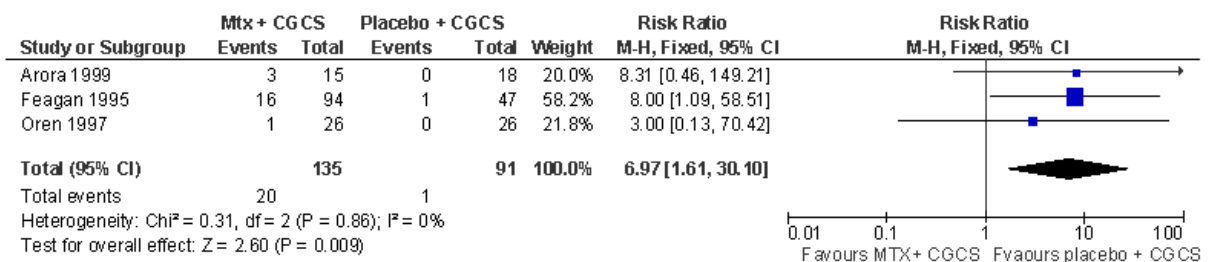 Mtx + CGCS Placebo + CGCS Risk Ratio Risk Ratio
Study or Subgroup Events Total Events Total Weight M-H, Fixed, 95% CI M-H, Fixed, 95% CI
Arora 1999 3 15 0 18 20.0% 8.31 [0.46, 149.21]
Feagan 1995 16 94 1 47 58.2% 8.00 [1.09, 58.51]
Oren 1997 1 26 0 26 21.8% 3.00 [0.13, 70.42]
Total (95% CI) 135 91 100.0% 6.97 [1.61, 30.10]
Total events 20 1
Heterogeneity: Chi² = 0.31, df = 2 (P = 0.86); I² = 0%
Test for overall effect: Z = 2.60 (P = 0.009)
0.01 0.1 1 10 100
Favours MTX+ CGCS Fvaours placebo + CGCS